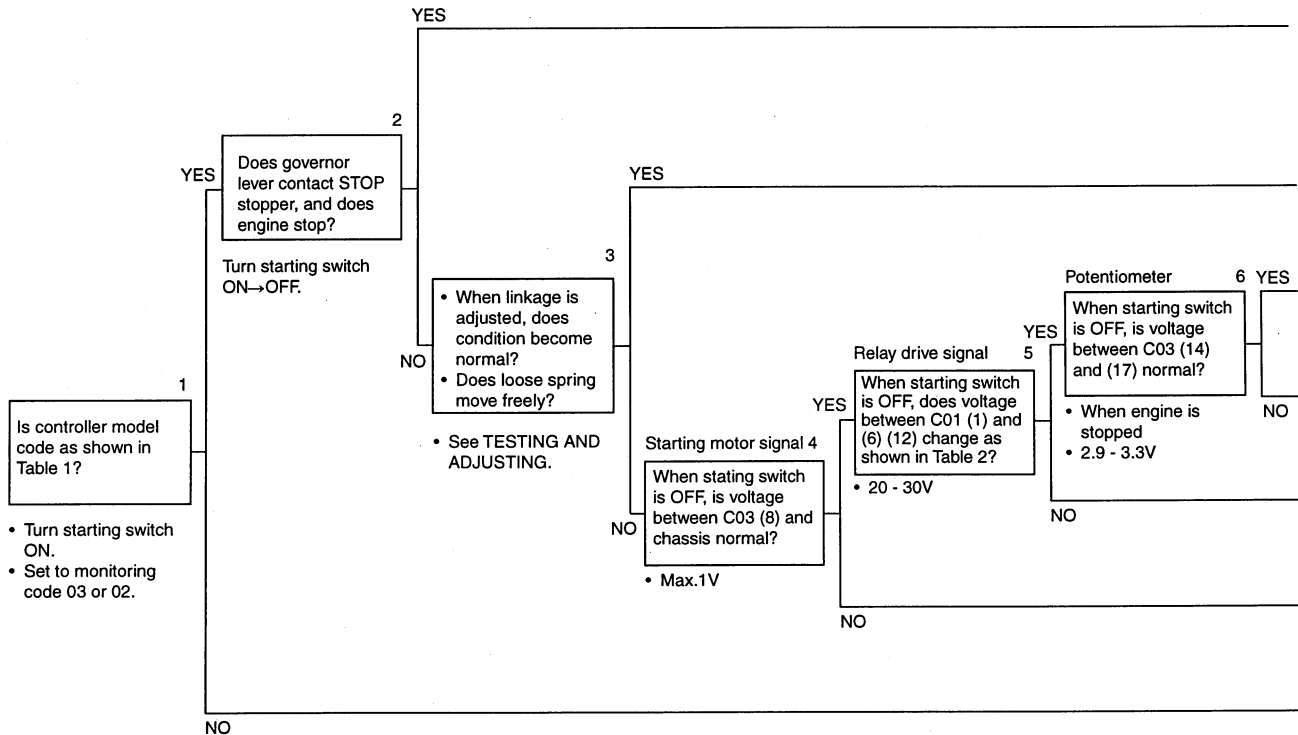 1
Is controller model
code as shown in
Table 1?
• Turn starting switch
ON.
• Set to monitoring
code 03 or 02.
YES
NO
2
Does governor
lever contact STOP
stopper, and does
engine stop?
Turn starting switch
ON→OFF.
YES
NO
3
• When linkage is
adjusted, does
condition become
normal?
• Does loose spring
move freely?
• See TESTING AND
ADJUSTING.
YES
NO
Starting motor signal 4
When stating switch
is OFF, is voltage
between C03 (8) and
chassis normal?
• Max.1V
YES
NO
Relay drive signal
5
When starting switch
is OFF, does voltage
between C01 (1) and
(6) (12) change as
shown in Table 2?
• 20 - 30V
YES
NO
Potentiometer
6
When starting switch
is OFF, is voltage
between C03 (14)
and (17) normal?
• When engine is
stopped
• 2.9 - 3.3V
YES
NO